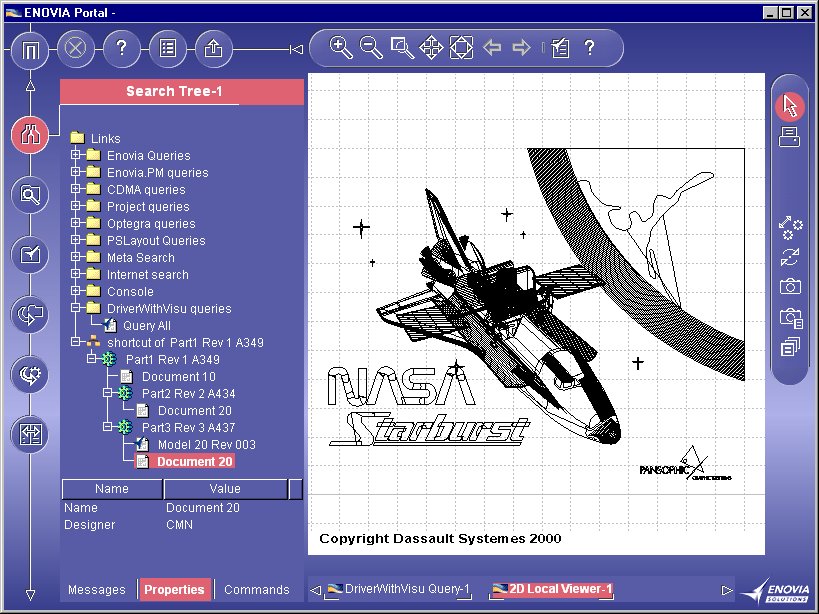 ENOVIA Portal -
?
?
Search Tree-1
Links
Enovia Queries
Enovia.PM queries
CDMA queries
Project queries
Optegra queries
PSLayout Queries
Meta Search
Internet search
Console
DriverWithVisu queries
Query All
shortcut of Part1 Rev 1 A349
Part1 Rev 1 A349
Document 10
Part2 Rev 2 A434
Document 20
Part3 Rev 3 A437
Model 20 Rev 003
Document 20
Name Value
Name Document 20
Designer CMN
Messages Properties Commands
NASA
Starburst
PANSOPHIC
Copyright Dassault Systemes 2000
DriverWithVisu Query-1 2D Local Viewer-1
ENOVIA
SOLUTIONS